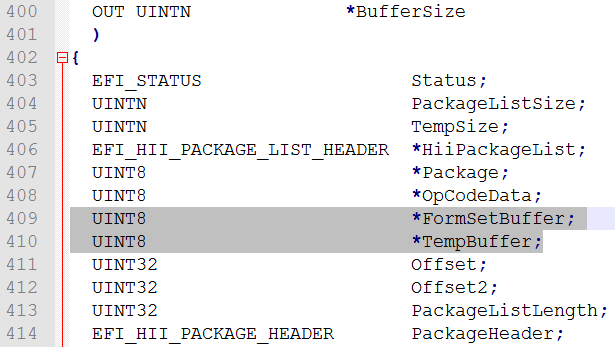 400 OUT UINTN *BufferSize
401 )
402 {
403 EFI_STATUS Status;
404 UINTN PackageListSize;
405 UINTN TempSize;
406 EFI_HII_PACKAGE_LIST_HEADER *HiiPackageList;
407 UINT8 *Package;
408 UINT8 *OpCodeData;
409 UINT8 *FormSetBuffer;
410 UINT8 *TempBuffer;
411 UINT32 Offset;
412 UINT32 Offset2;
413 UINT32 PackageListLength;
414 EFI_HII_PACKAGE_HEADER PackageHeader;